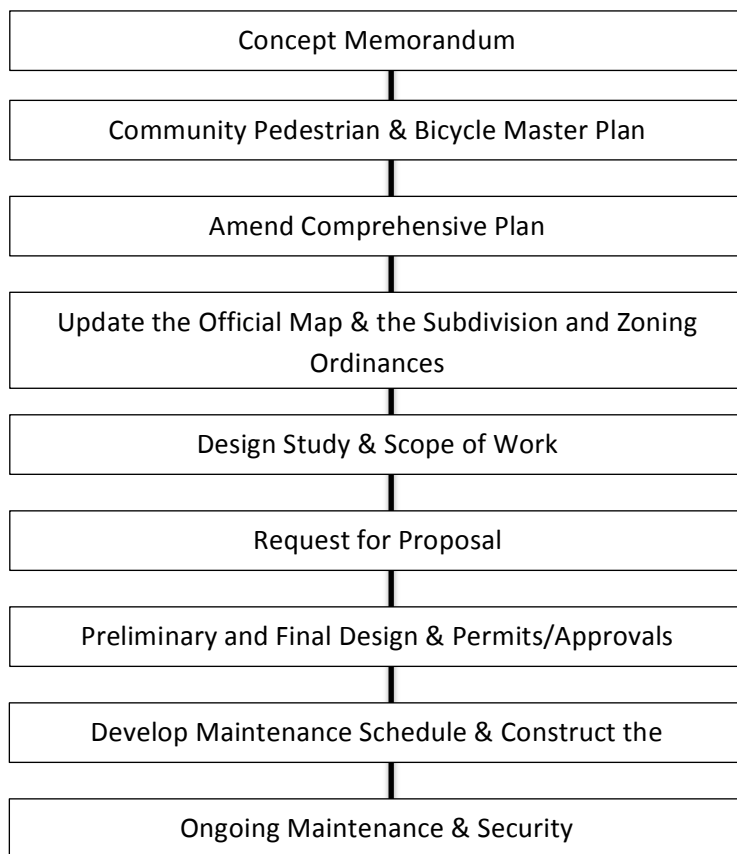 Concept Memorandum
Community Pedestrian & Bicycle Master Plan
Amend Comprehensive Plan
Update the Official Map & the Subdivision and Zoning
Ordinances
Design Study & Scope of Work
Request for Proposal
Preliminary and Final Design & Permits/Approvals
Develop Maintenance Schedule & Construct the
Ongoing Maintenance & Security